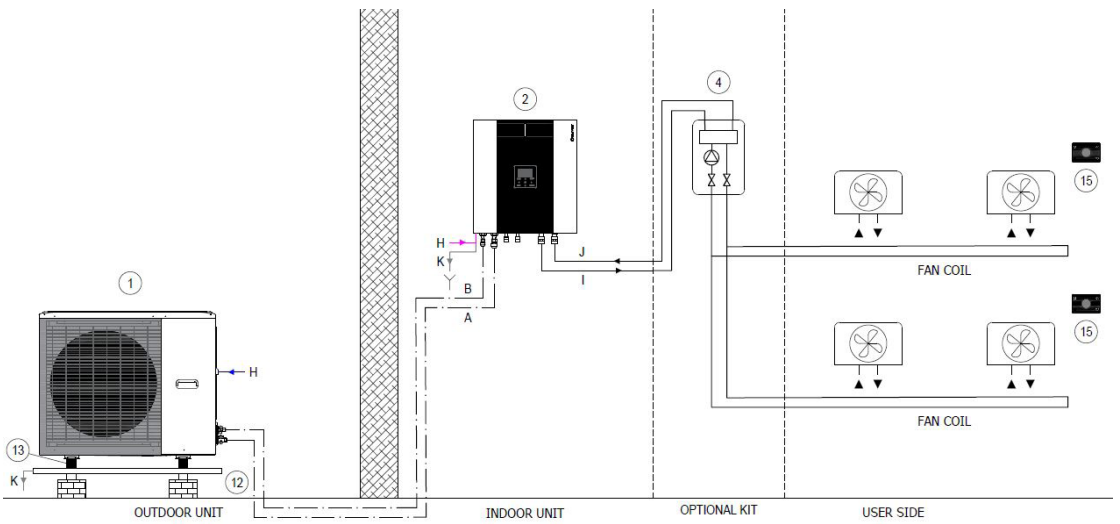 4
2
15
H
K
J
I
FAN COIL
1
B
A
15
H
FAN COIL
13
K
12
OUTDOOR UNIT
INDOOR UNIT
OPTIONAL KIT
USER SIDE